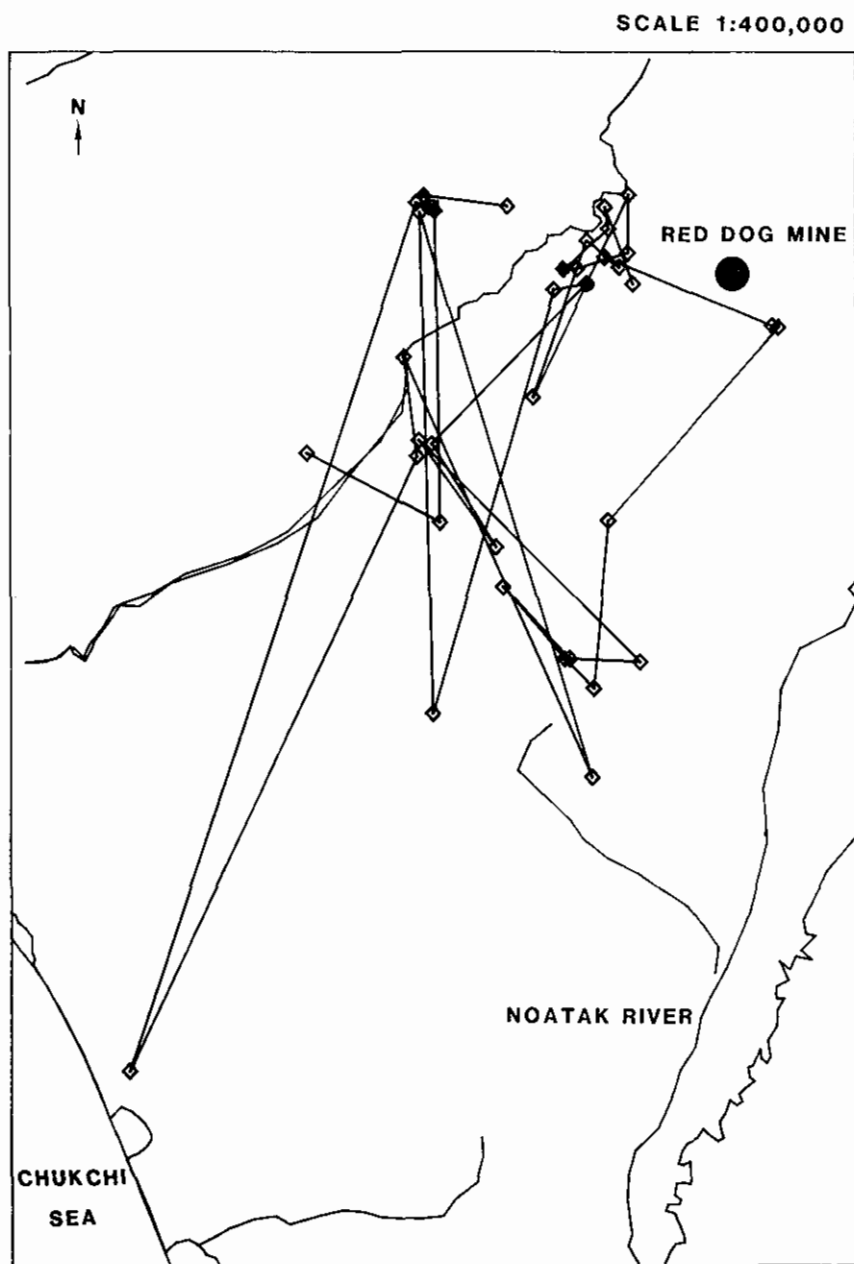 SCALE 1:400,000
N
RED DOG MINE
NOATAK RIVER
CHUKCHI
SEA